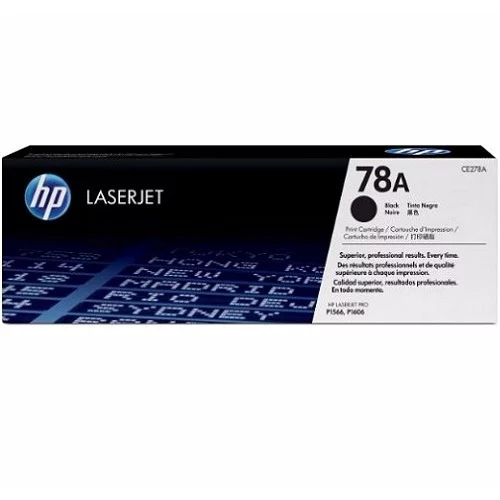 hp
LASERJET
78A
CE278A
Black Tinta Negra
Noire 黑色
Print Cartridge / Cartouche d'Impression /
Cartucho de Impresión / 打印硒鼓
Superior, professional results. Every time.
Des résultats professionnels et de qualité
supérieure à chaque impression.
Calidad superior, resultados profesionales.
En todo momento.
HP LASERJET PRO
P1566, P1606